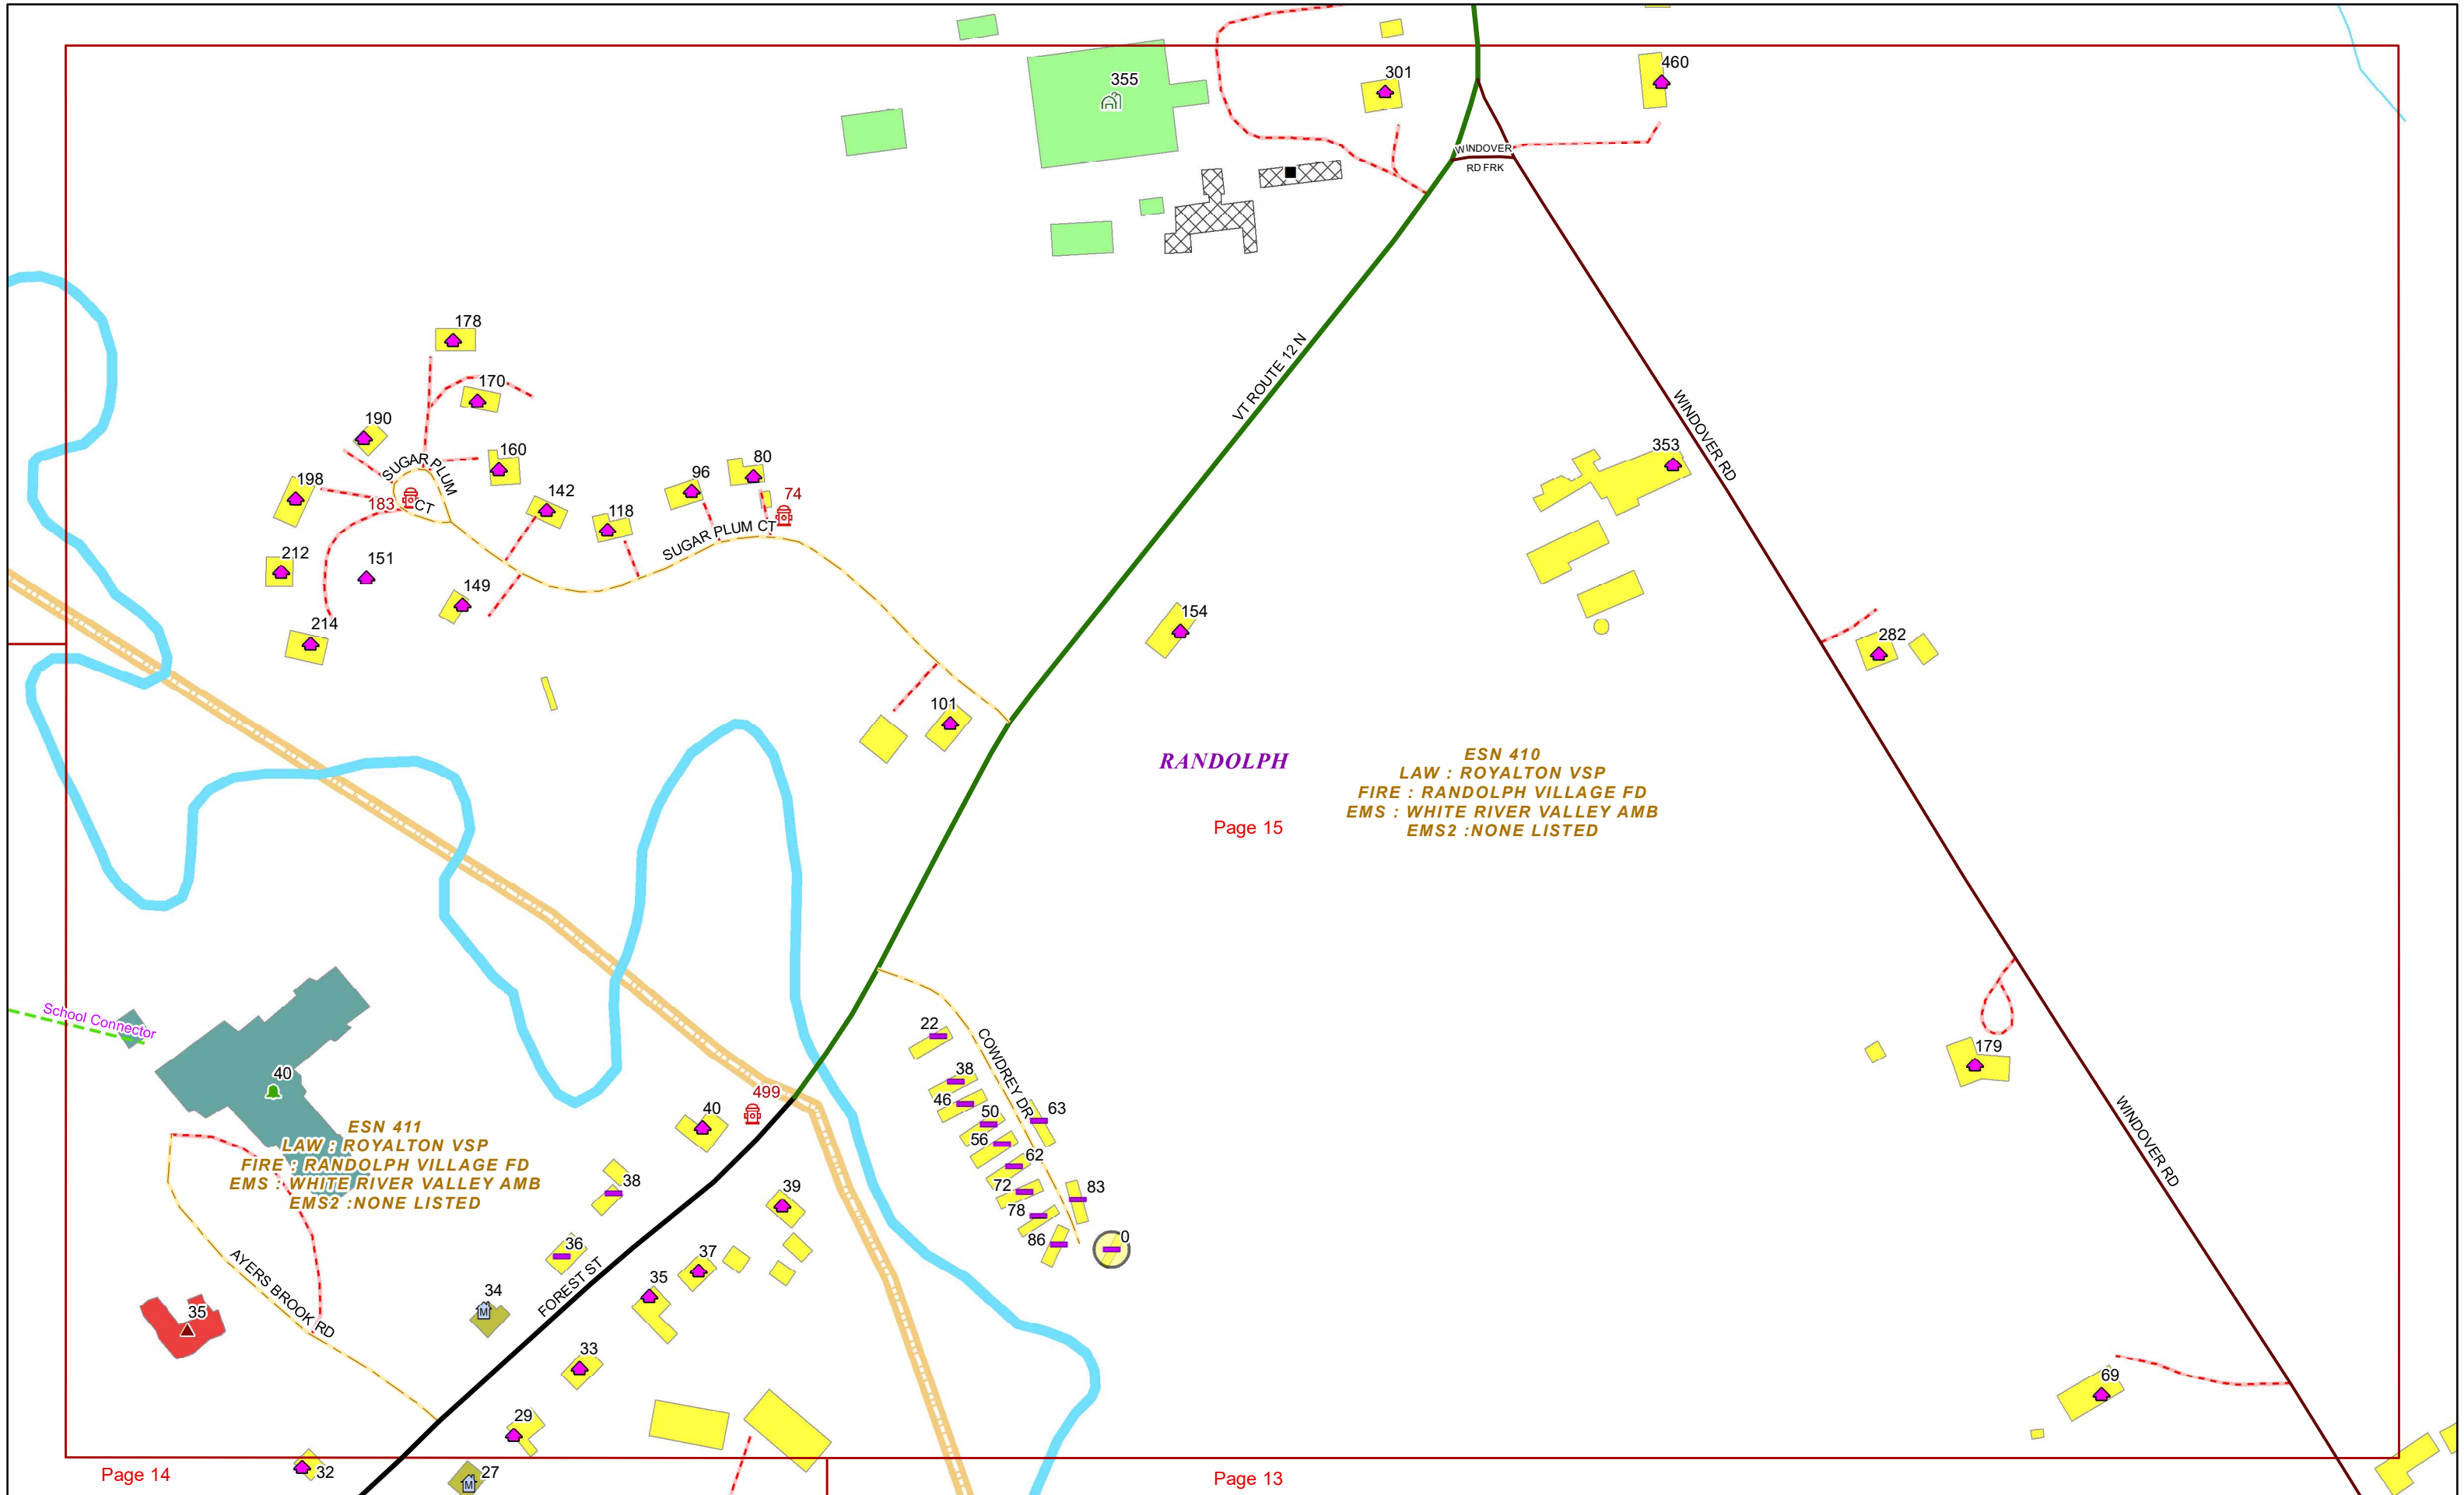 355
301
460
WINDOVER
RD FRK
178
VT ROUTE 12 N
170
190
WINDOVER RD
160
SUGAR PLUM
CT
353
80
96
198
142
74
183
118
SUGAR PLUM CT
212
151
149
154
214
282
101
RANDOLPH
ESN 410
LAW : ROYALTON VSP
FIRE : RANDOLPH VILLAGE FD
EMS : WHITE RIVER VALLEY AMB
EMS2 :NONE LISTED
Page 15
School Connector
22
COWDREY DR
38
46
50
63
56
62
72
83
78
86
0
179
40
499
40
ESN 411
LAW : ROYALTON VSP
FIRE : RANDOLPH VILLAGE FD
EMS : WHITE RIVER VALLEY AMB
EMS2 :NONE LISTED
WINDOVER RD
38
39
36
37
35
34
M
FOREST ST
AYERS BROOK RD
35
33
69
29
32
27
M
Page 14
Page 13